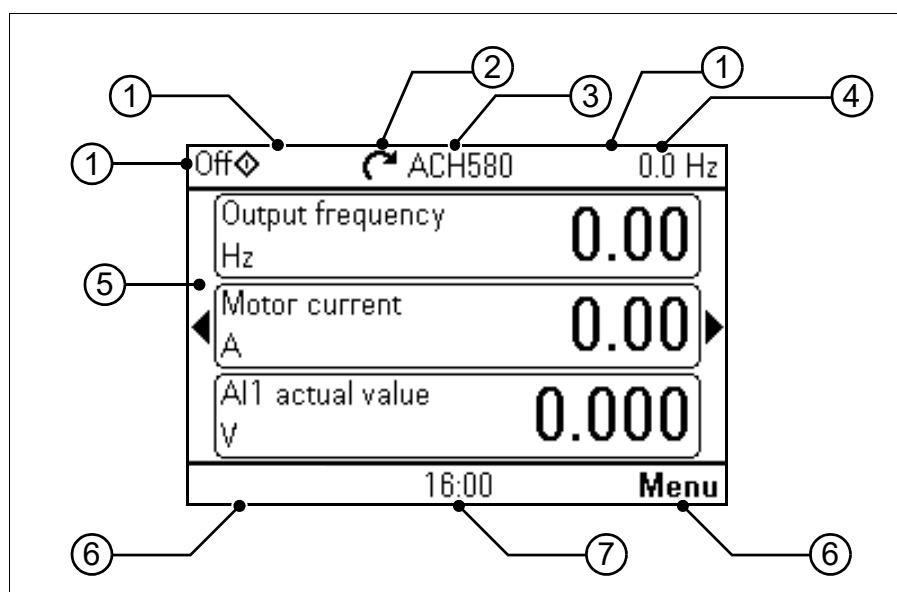 2 1
1 3 4
1 Off ACH580 0.0 Hz
Output frequency 0.00
Hz
5
Motor current 0.00
A
AI1 actual value 0.000
V
16:00 Menu
6 7 6